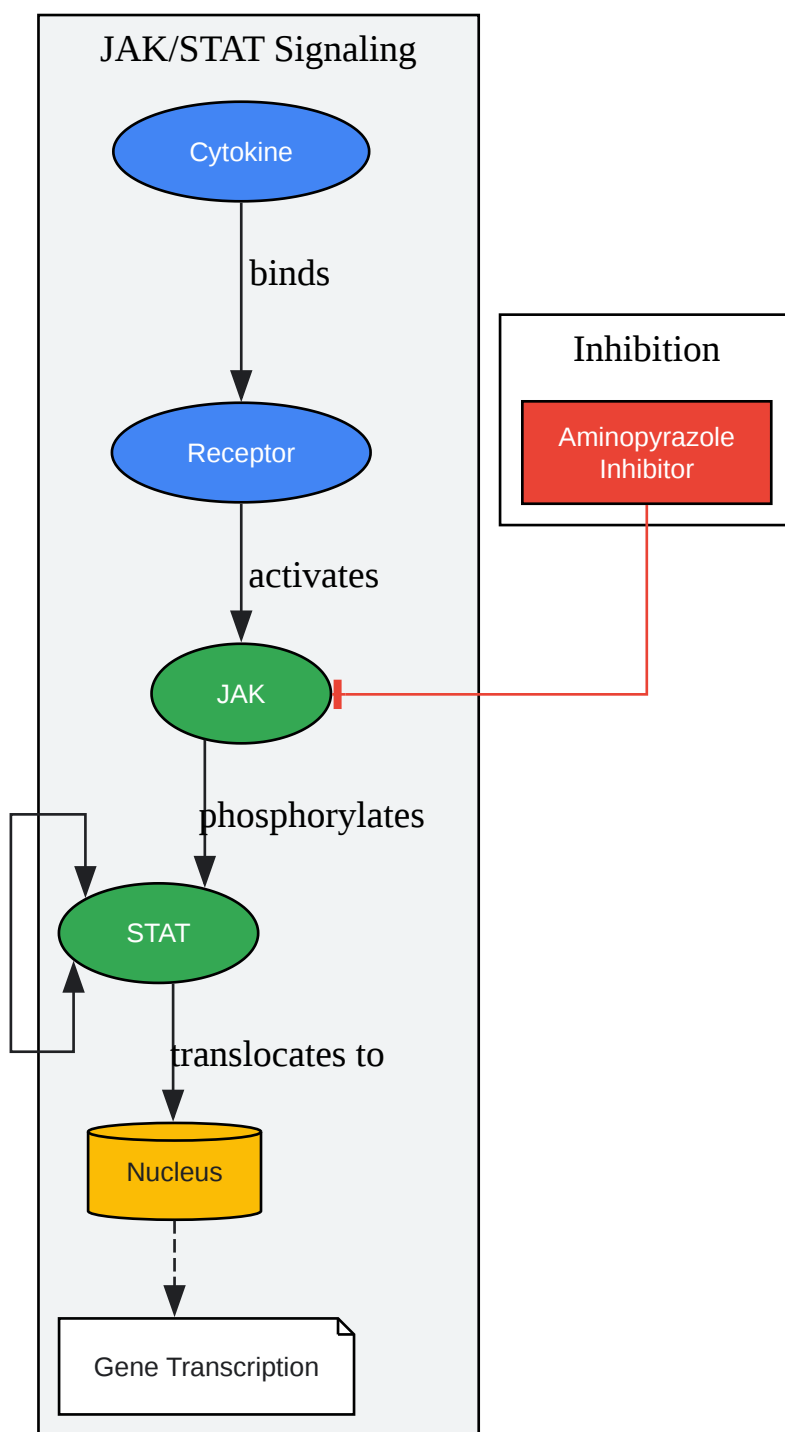 JAK/STAT Signaling
Cytokine
binds
Inhibition
Receptor
Aminopyrazole
Inhibitor
activates
JAK
phosphorylates
STAT
translocates to
Nucleus
Gene Transcription